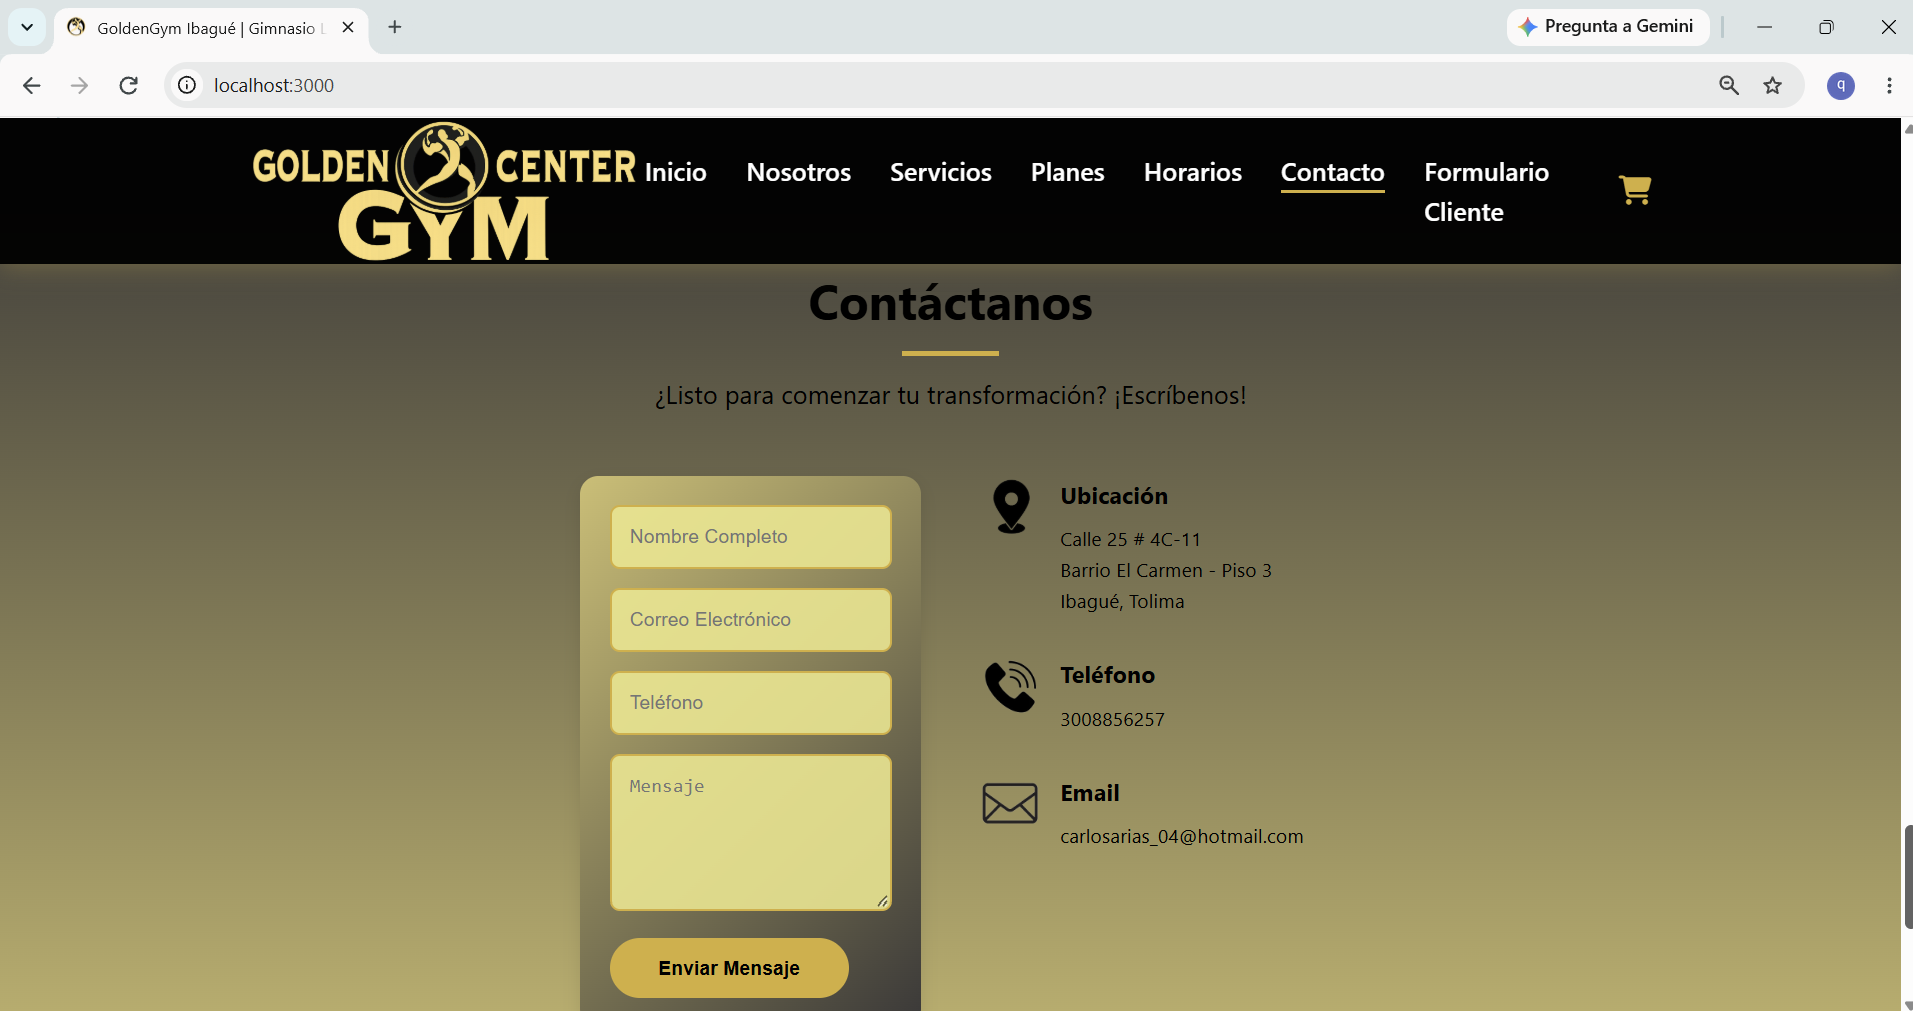 GoldenGym Ibagué | Gimnasio
Pregunta a Gemini
localhost:3000
q
GOLDEN CENTER
GYM
Inicio
Nosotros
Servicios
Planes
Horarios
Contacto
Formulario
Cliente
Contáctanos
¿Listo para comenzar tu transformación? ¡Escríbenos!
Nombre Completo
Correo Electrónico
Teléfono
Mensaje
Enviar Mensaje
Ubicación
Calle 25 # 4C-11
Barrio El Carmen - Piso 3
Ibagué, Tolima
Teléfono
3008856257
Email
carlosarias_04@hotmail.com